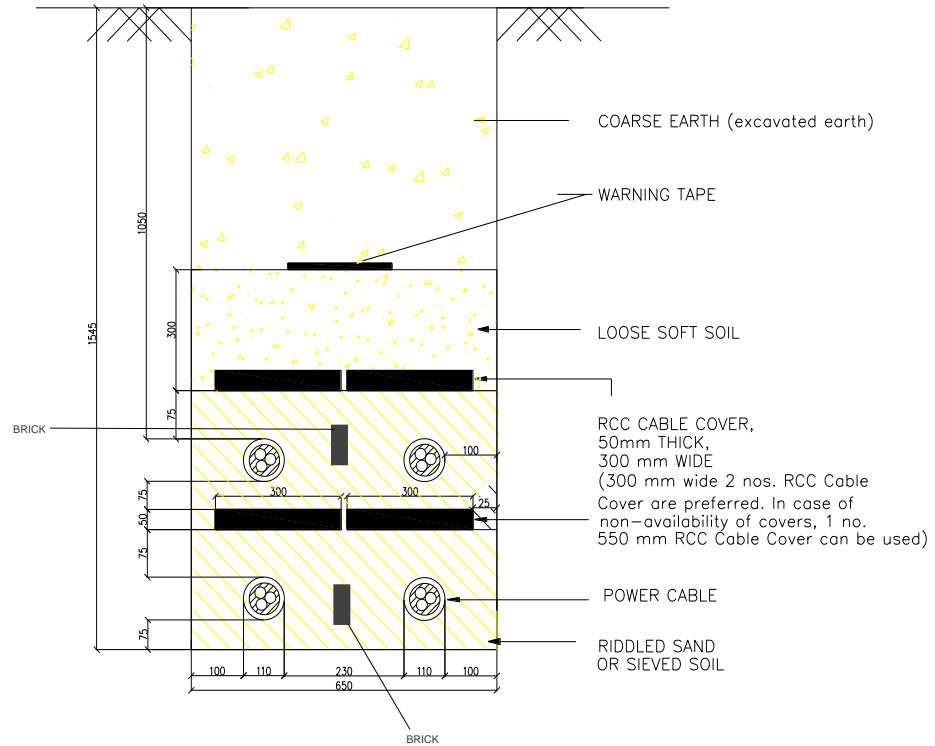 COARSE EARTH (excavated earth)
WARNING TAPE
1050
1545
300
LOOSE SOFT SOIL
75
BRICK
RCC CABLE COVER,
50mm THICK,
300 mm WIDE
(300 mm wide 2 nos. RCC Cable
Cover are preferred. In case of
non-availability of covers, 1 no.
550 mm RCC Cable Cover can be used)
100
75
300
300
25
50
75
POWER CABLE
75
RIDDLED SAND
OR SIEVED SOIL
100
110
230
110
100
650
BRICK